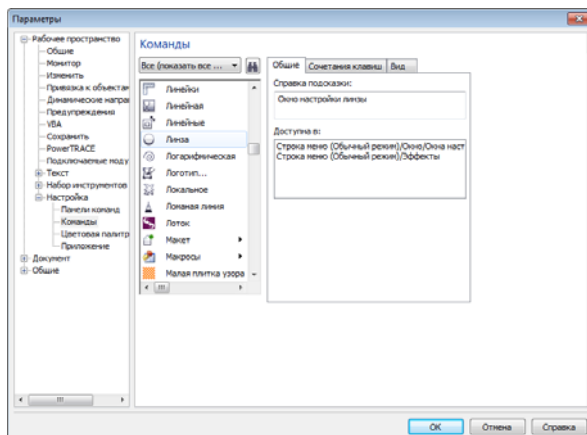 Параметры
Рабочее пространство
Общие
Монитор
Изменить
Привязка к объектам
Динамические напра
Предупреждения
VBA
Сохранить
PowerTRACE
Подключаемые моду
Текст
Набор инструментов
Настройка
Панели команд
Команды
Цветовая палитр
Приложение
Документ
Общие
Команды
Все (показать все ...
Линейки
Линейная
Линейные
Линза
Логарифмическая
Логотип...
Локальное
Ломаная линия
Лоток
Макет
Макросы
Малая плитка узора
Общие
Сочетания клавиш
Вид
Справка подсказки:
Окно настройки линзы
Доступна в:
Строка меню (Обычный режим)/Окно/Окна наст
Строка меню (Обычный режим)/Эффекты
ОК
Отмена
Справка